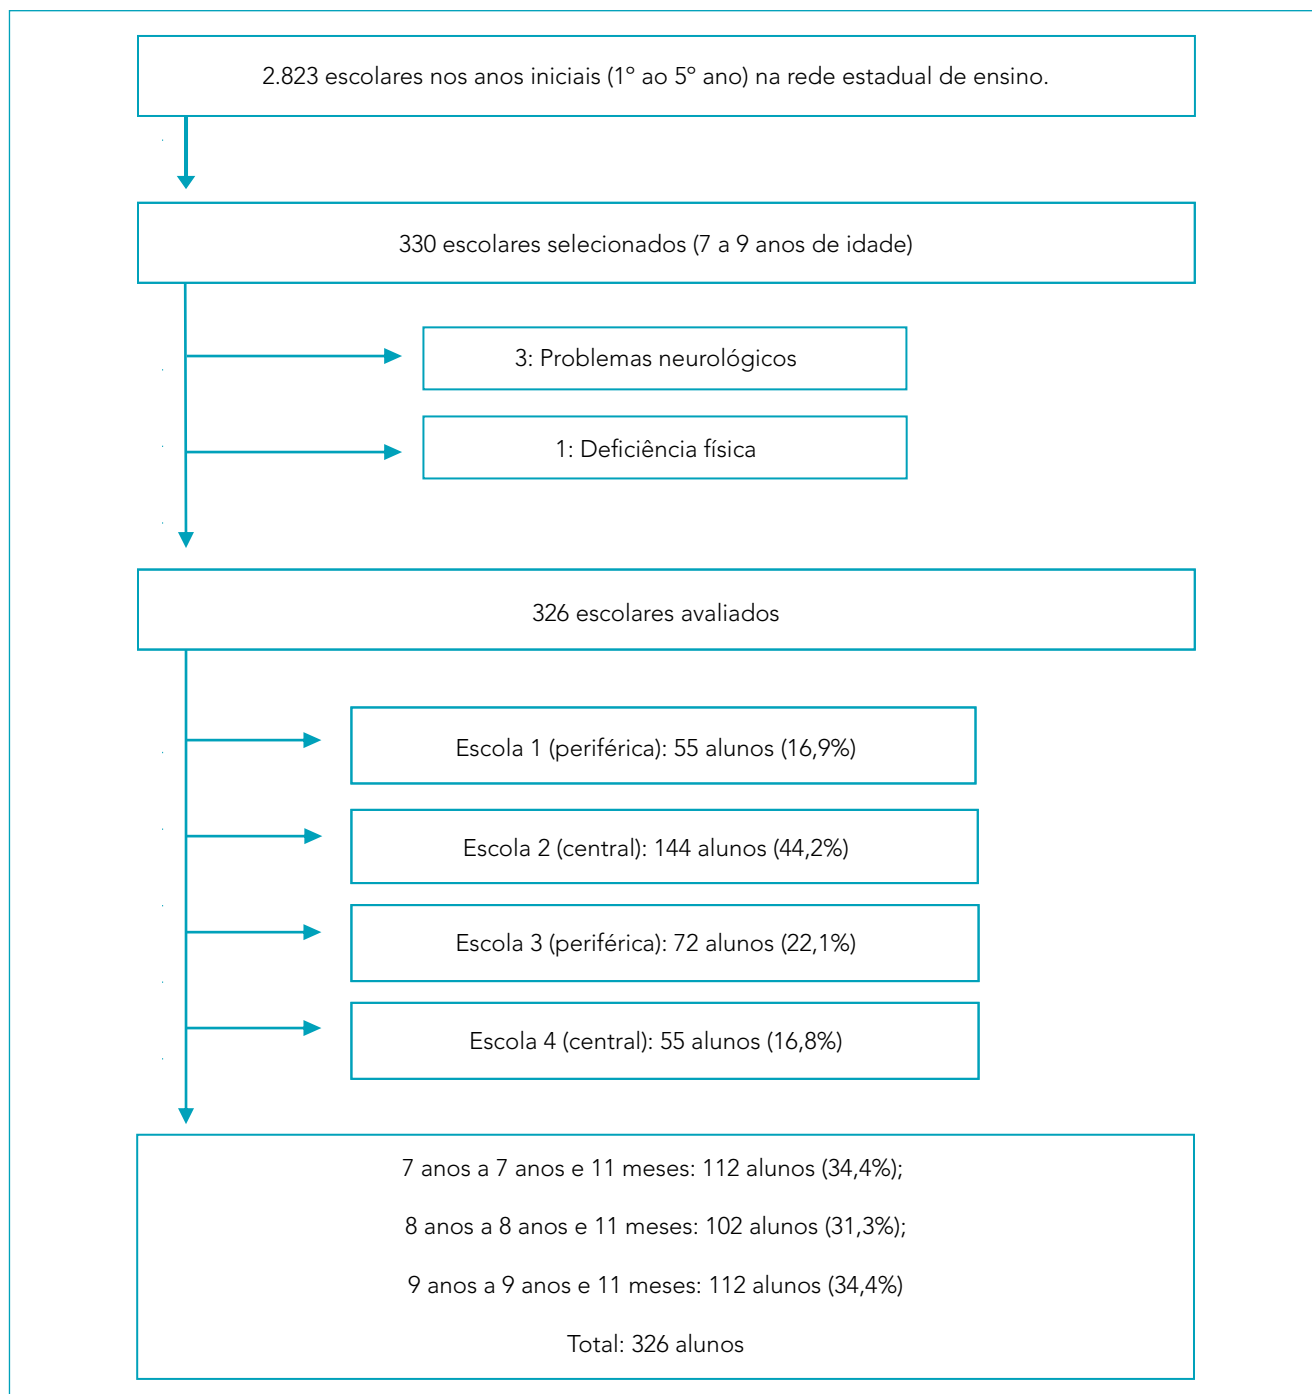 2.823 escolares nos anos iniciais (1º ao 5º ano) na rede estadual de ensino.
330 escolares selecionados (7 a 9 anos de idade)
3: Problemas neurológicos
1: Deficiência física
326 escolares avaliados
Escola 1 (periférica): 55 alunos (16,9%)
Escola 2 (central): 144 alunos (44,2%)
Escola 3 (periférica): 72 alunos (22,1%)
Escola 4 (central): 55 alunos (16,8%)
7 anos a 7 anos e 11 meses: 112 alunos (34,4%);
8 anos a 8 anos e 11 meses: 102 alunos (31,3%);
9 anos a 9 anos e 11 meses: 112 alunos (34,4%)
Total: 326 alunos